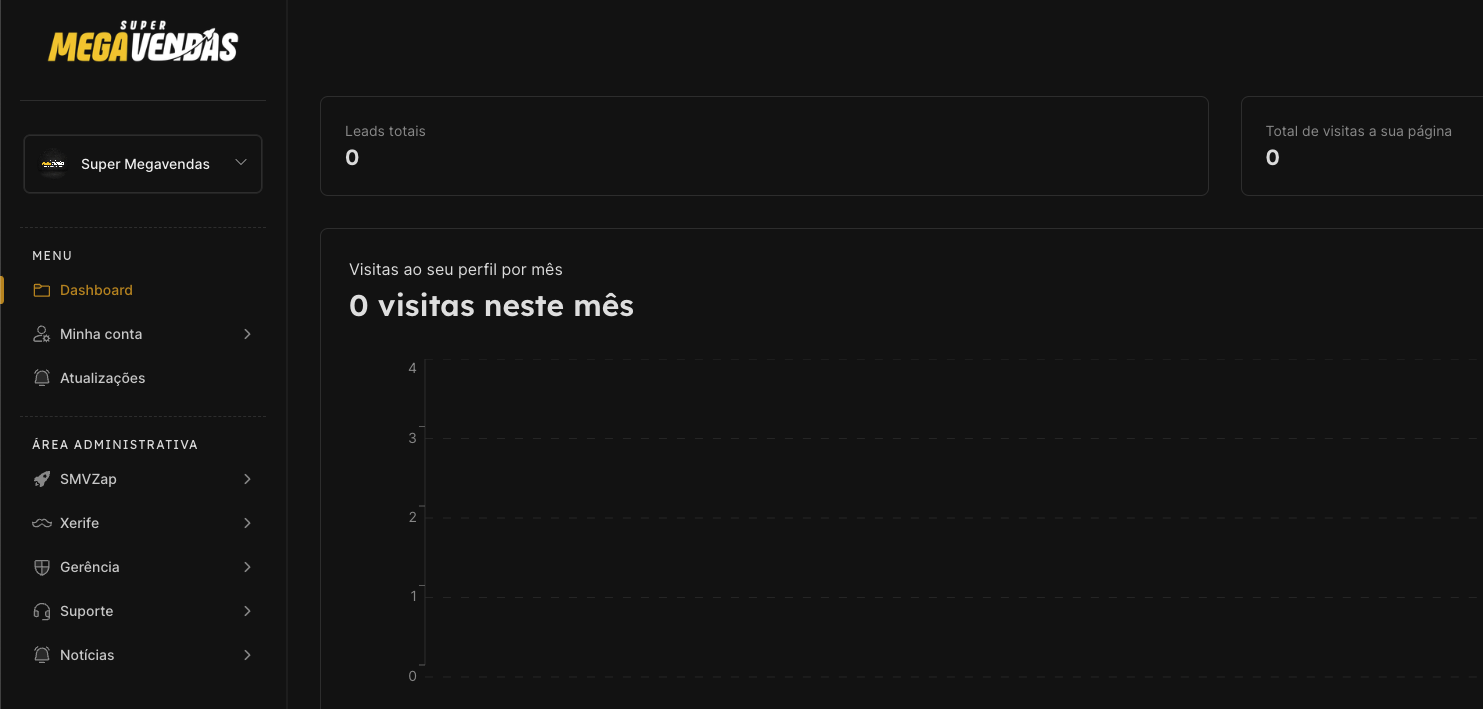 SUPER
MEGAVENDAS
Super Megavendas
MENU
Dashboard
Minha conta
Atualizações
ÁREA ADMINISTRATIVA
SMVZap
Xerife
Gerência
Suporte
Notícias
Leads totais
0
Total de visitas a sua página
0
Visitas ao seu perfil por mês
0 visitas neste mês
4
3
2
1
0